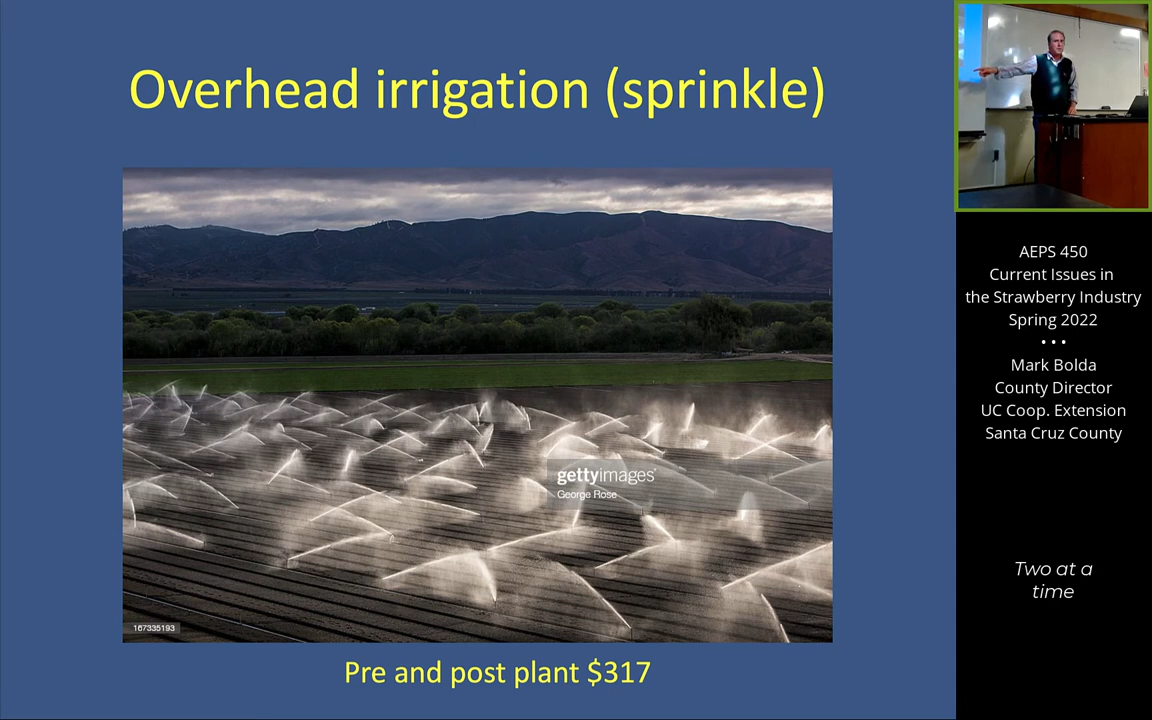 Overhead irrigation (sprinkle)
gettyimages®
George Rose
167335193
Pre and post plant $317
AEPS 450
Current Issues in
the Strawberry Industry
Spring 2022
• • •
Mark Bolda
County Director
UC Coop. Extension
Santa Cruz County
Two at a
time